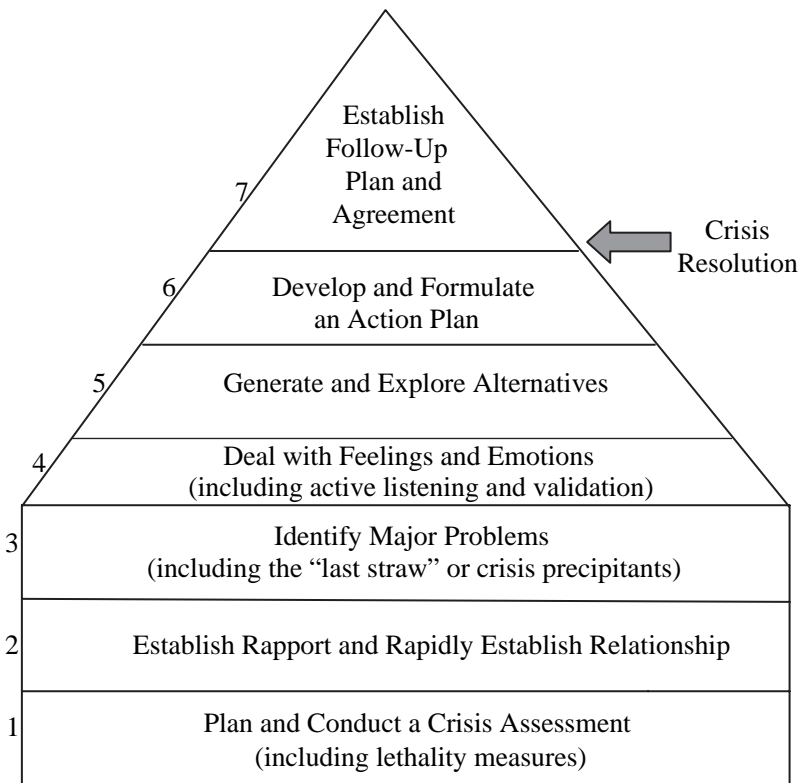 Establish
Follow-Up
Plan and
Agreement
7
Crisis
Resolution
6
Develop and Formulate
an Action Plan
5
Generate and Explore Alternatives
4
Deal with Feelings and Emotions
(including active listening and validation)
3
Identify Major Problems
(including the “last straw” or crisis precipitants)
2
Establish Rapport and Rapidly Establish Relationship
1
Plan and Conduct a Crisis Assessment
(including lethality measures)